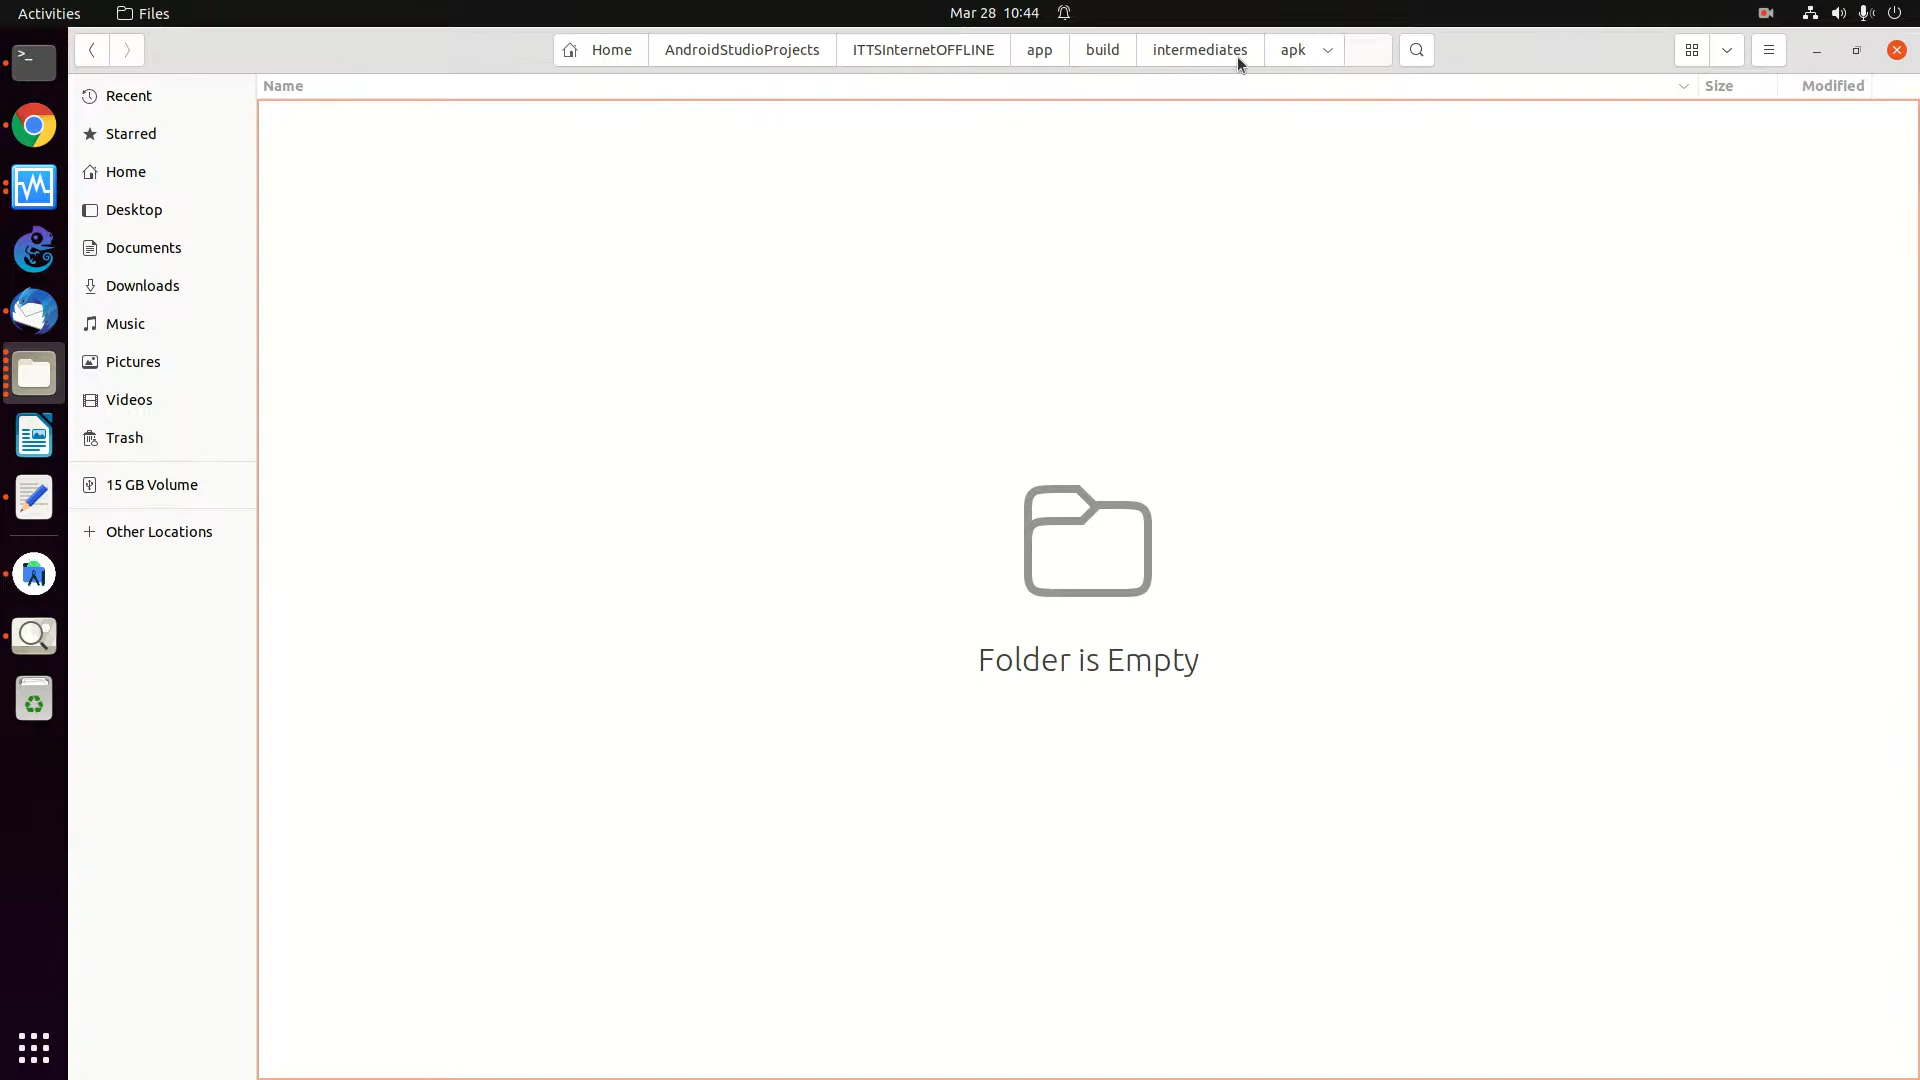 Activities
Files
Mar 28 10:44
Home
AndroidStudioProjects
ITTSInternetOFFLINE
app
build
intermediates
apk
Name
Size
Modified
Recent
Starred
Home
Desktop
Documents
Downloads
Music
Pictures
Videos
Trash
15 GB Volume
Other Locations
Folder is Empty